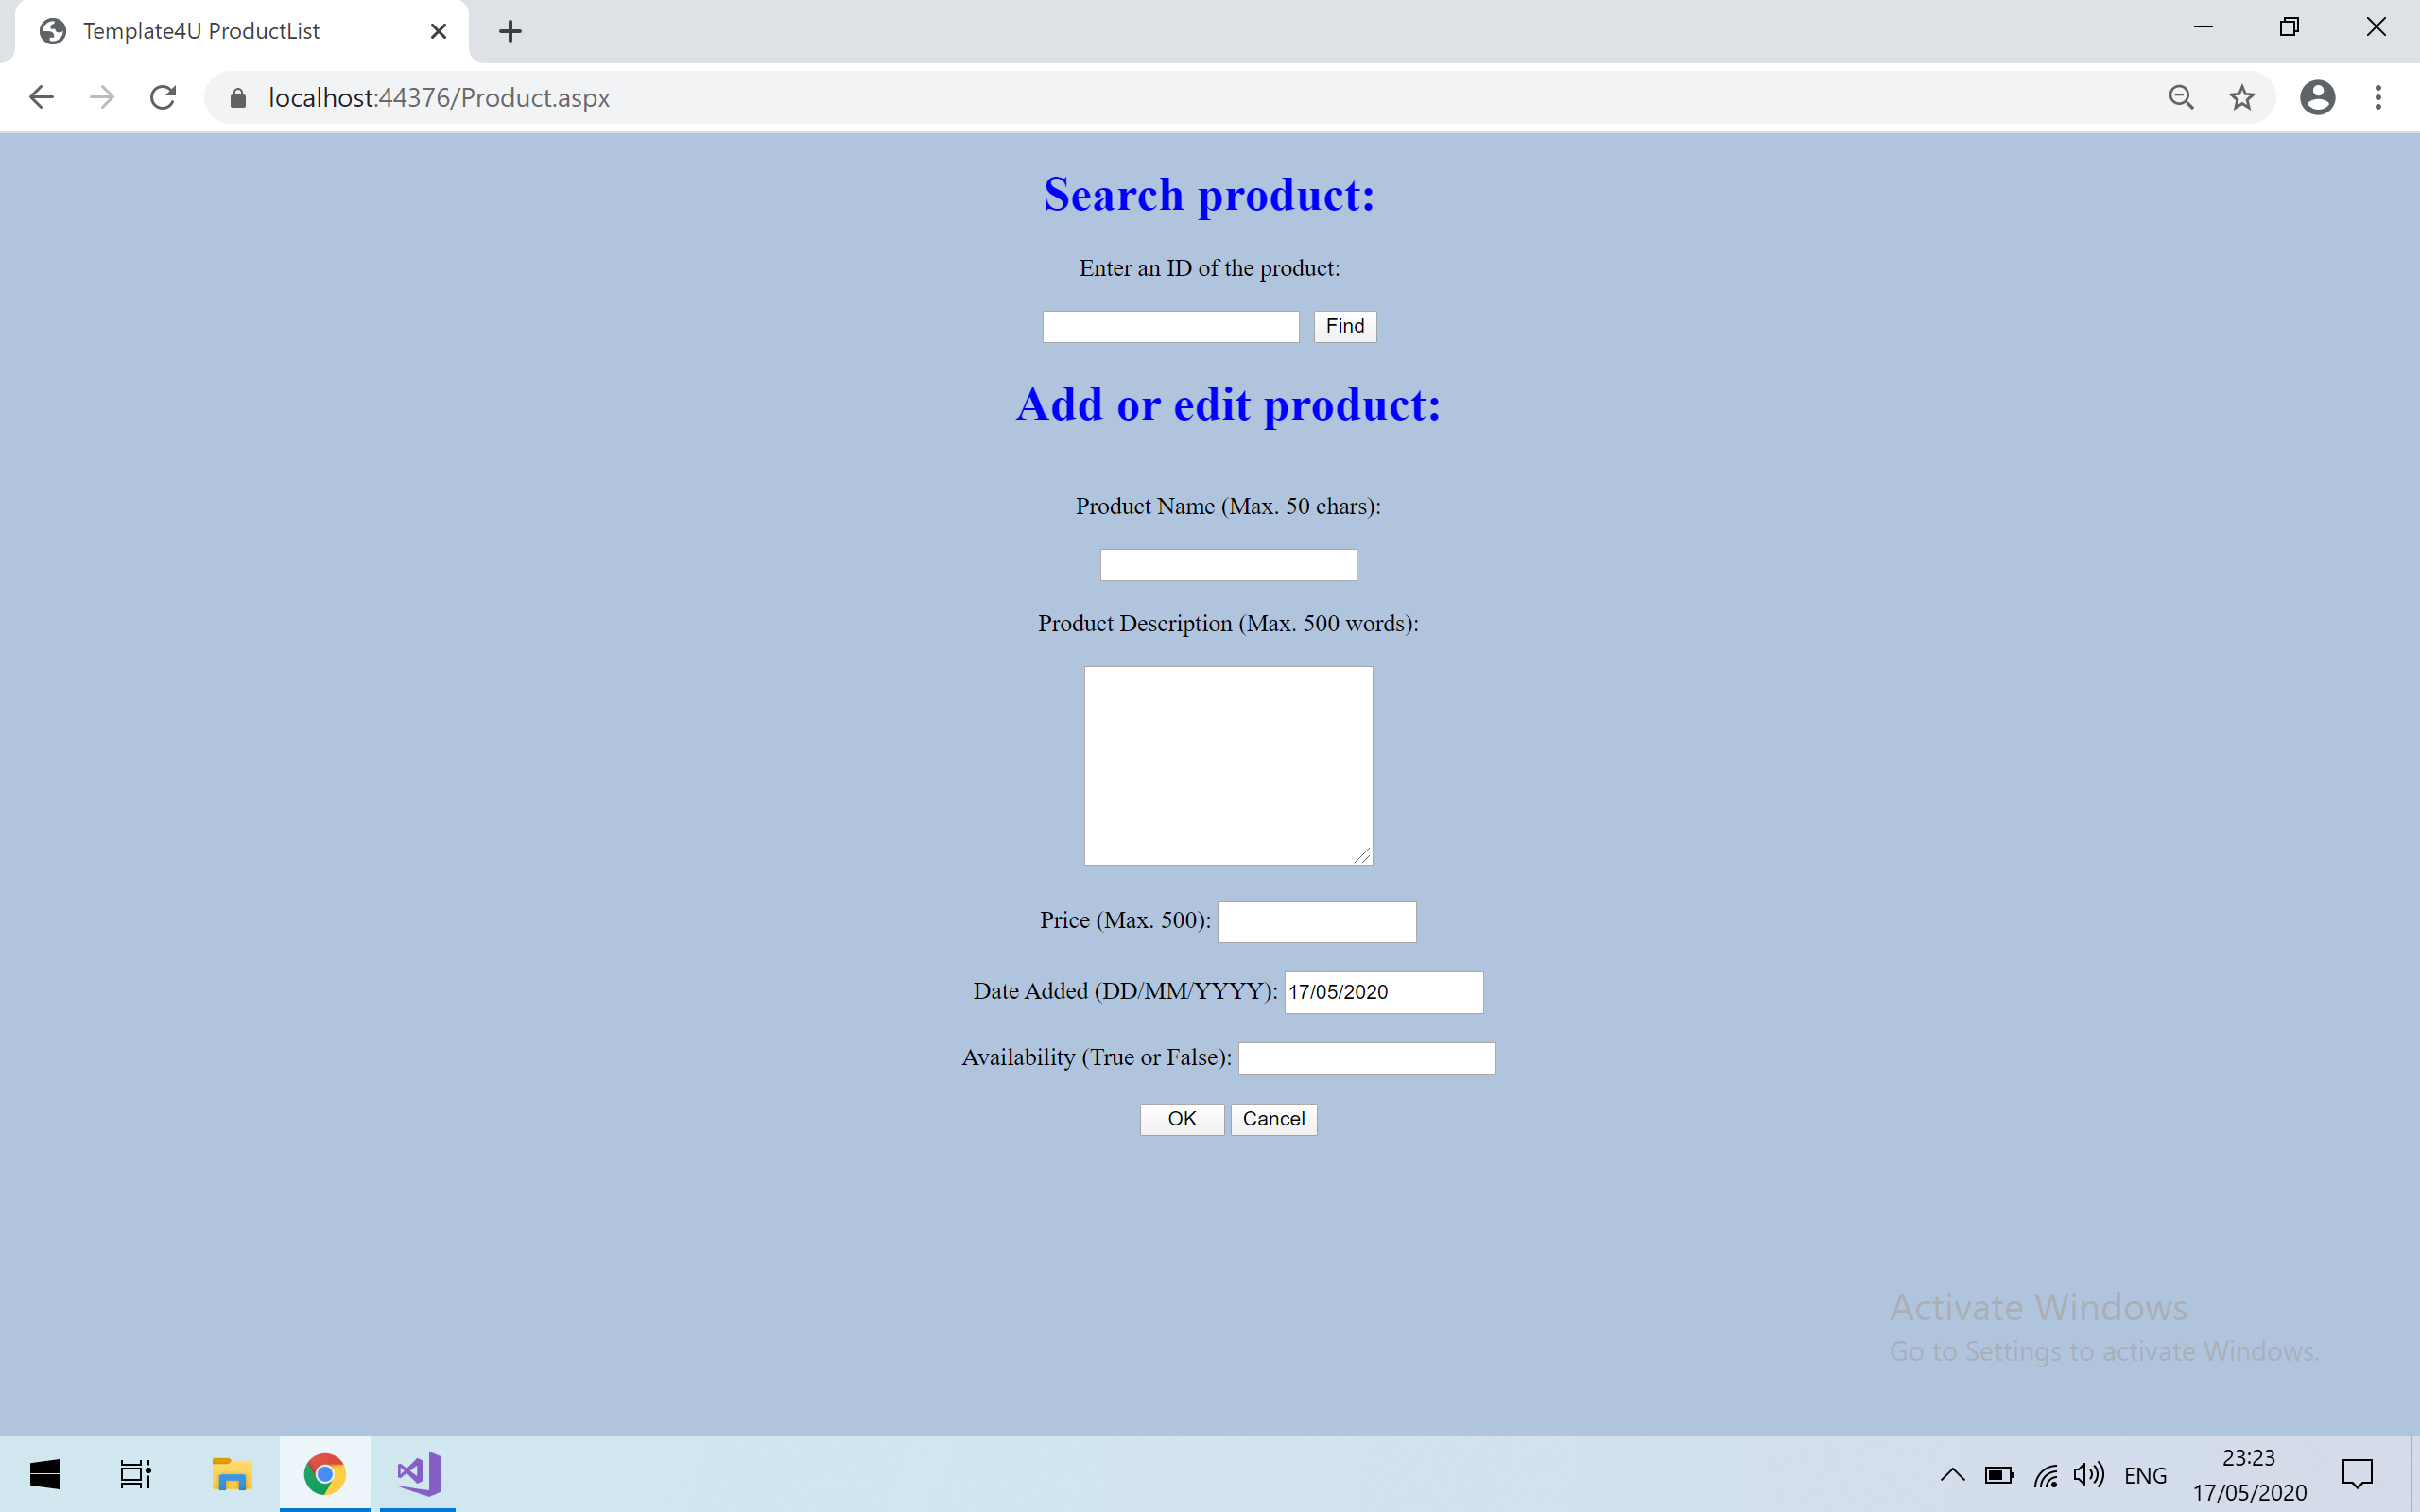 Template4U ProductList
localhost:44376/Product.aspx
Search product:
Enter an ID of the product:
Find
Add or edit product:
Product Name (Max. 50 chars):
Product Description (Max. 500 words):
Price (Max. 500):
Date Added (DD/MM/YYYY): 17/05/2020
Availability (True or False):
OK Cancel
Activate Windows
Go to Settings to activate Windows.
ENG
23:23
17/05/2020